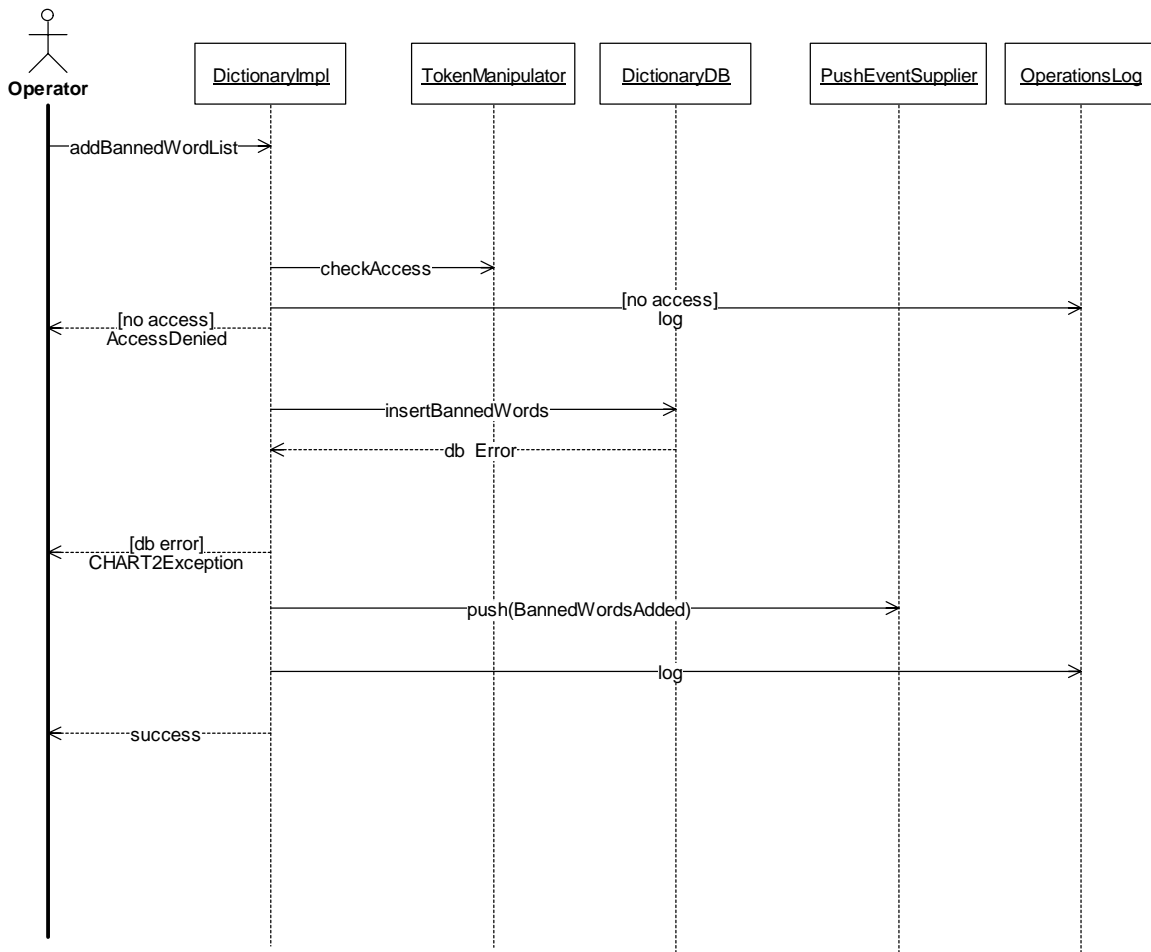 Operator
DictionaryImpl
TokenManipulator
DictionaryDB
PushEventSupplier
OperationsLog
addBannedWordList
checkAccess
[no access]
log
[no access]
AccessDenied
insertBannedWords
db Error
[db error]
CHART2Exception
push(BannedWordsAdded)
log
success